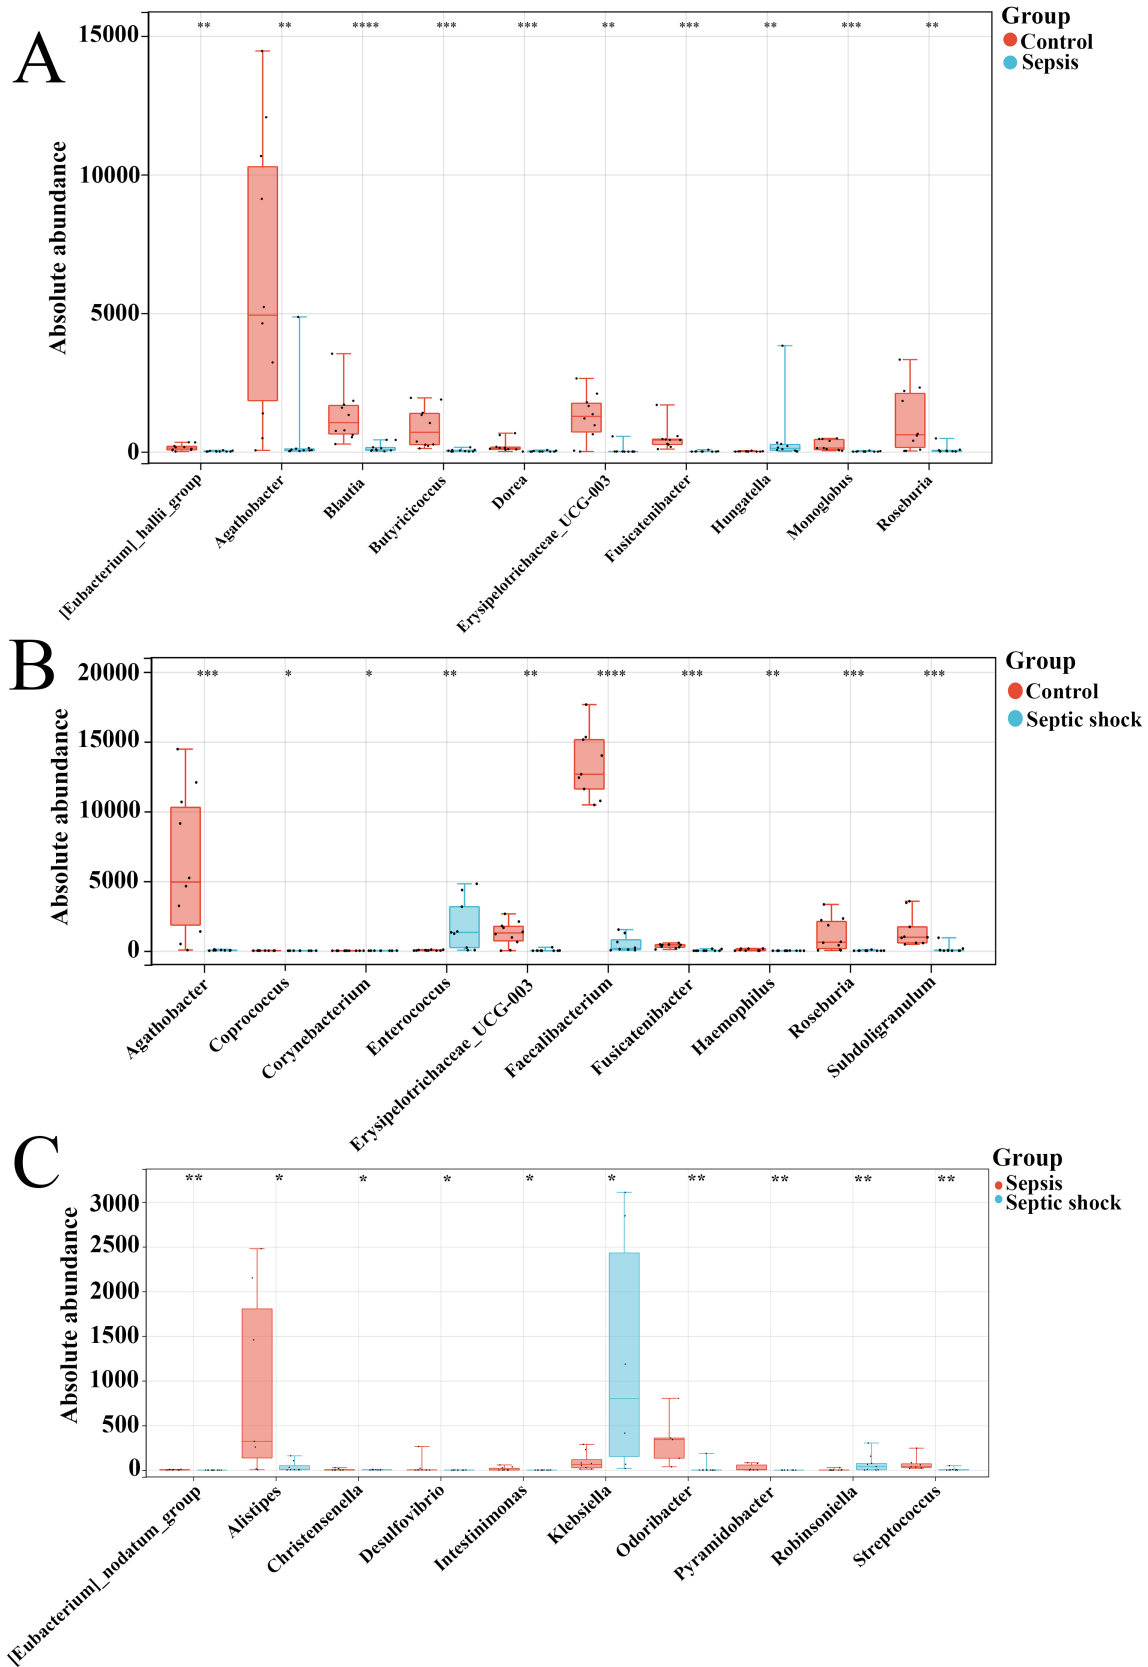 A
Group
Control
Sepsis
** ** **** *** *** ** *** ** *** **
Absolute abundance
15000
10000
5000
0
[Eubacterium]_hallii_group
Agathobacter
Blautia
Butyricicoccus
Dorea
Erysipelotrichaceae_UCG-003
Fusicatenibacter
Hungatella
Monoglobus
Roseburia
B
Group
Control
Septic shock
*** * * ** ** **** *** ** *** ***
Absolute abundance
20000
15000
10000
5000
0
Agathobacter
Coprococcus
Corynebacterium
Enterococcus
Erysipelotrichaceae_UCG-003
Faecalibacterium
Fusicatenibacter
Haemophilus
Roseburia
Subdoligranulum
C
Group
Sepsis
Septic shock
** * * * * * ** ** ** **
Absolute abundance
3000
2500
2000
1500
1000
500
0
[Eubacterium]_nodatum_group
Alistipes
Christensenella
Desulfovibrio
Intestinimonas
Klebsiella
Odoribacter
Pyramidobacter
Robinsoniella
Streptococcus